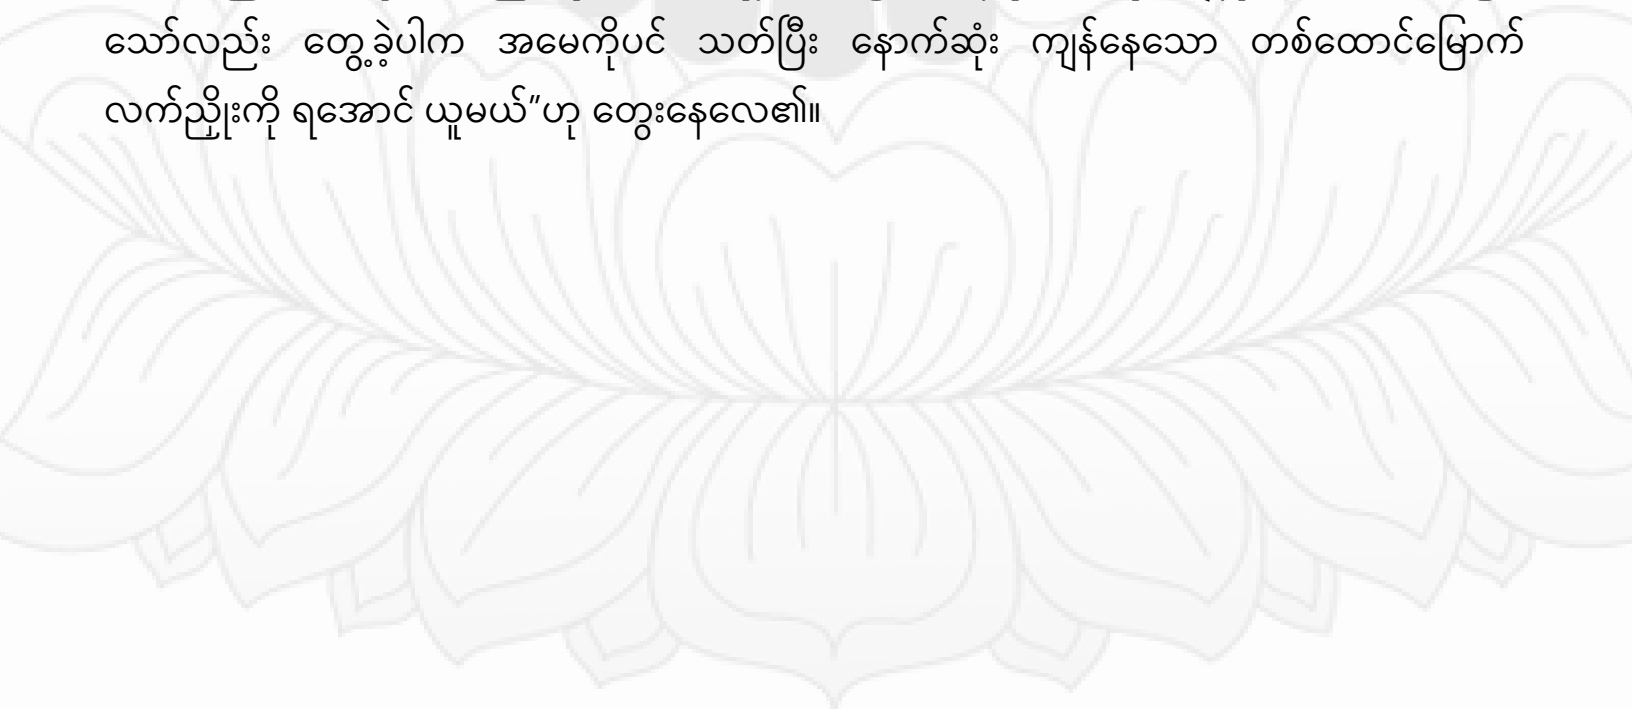 သော်လည်း တွေ့ခဲ့ပါက အမေကိုပင် သတ်ပြီး နောက်ဆုံး ကျန်နေသော တစ်ထောင်မြောက်
လက်ညှိုးကို ရအောင် ယူမယ်”ဟု တွေးနေလေ၏။